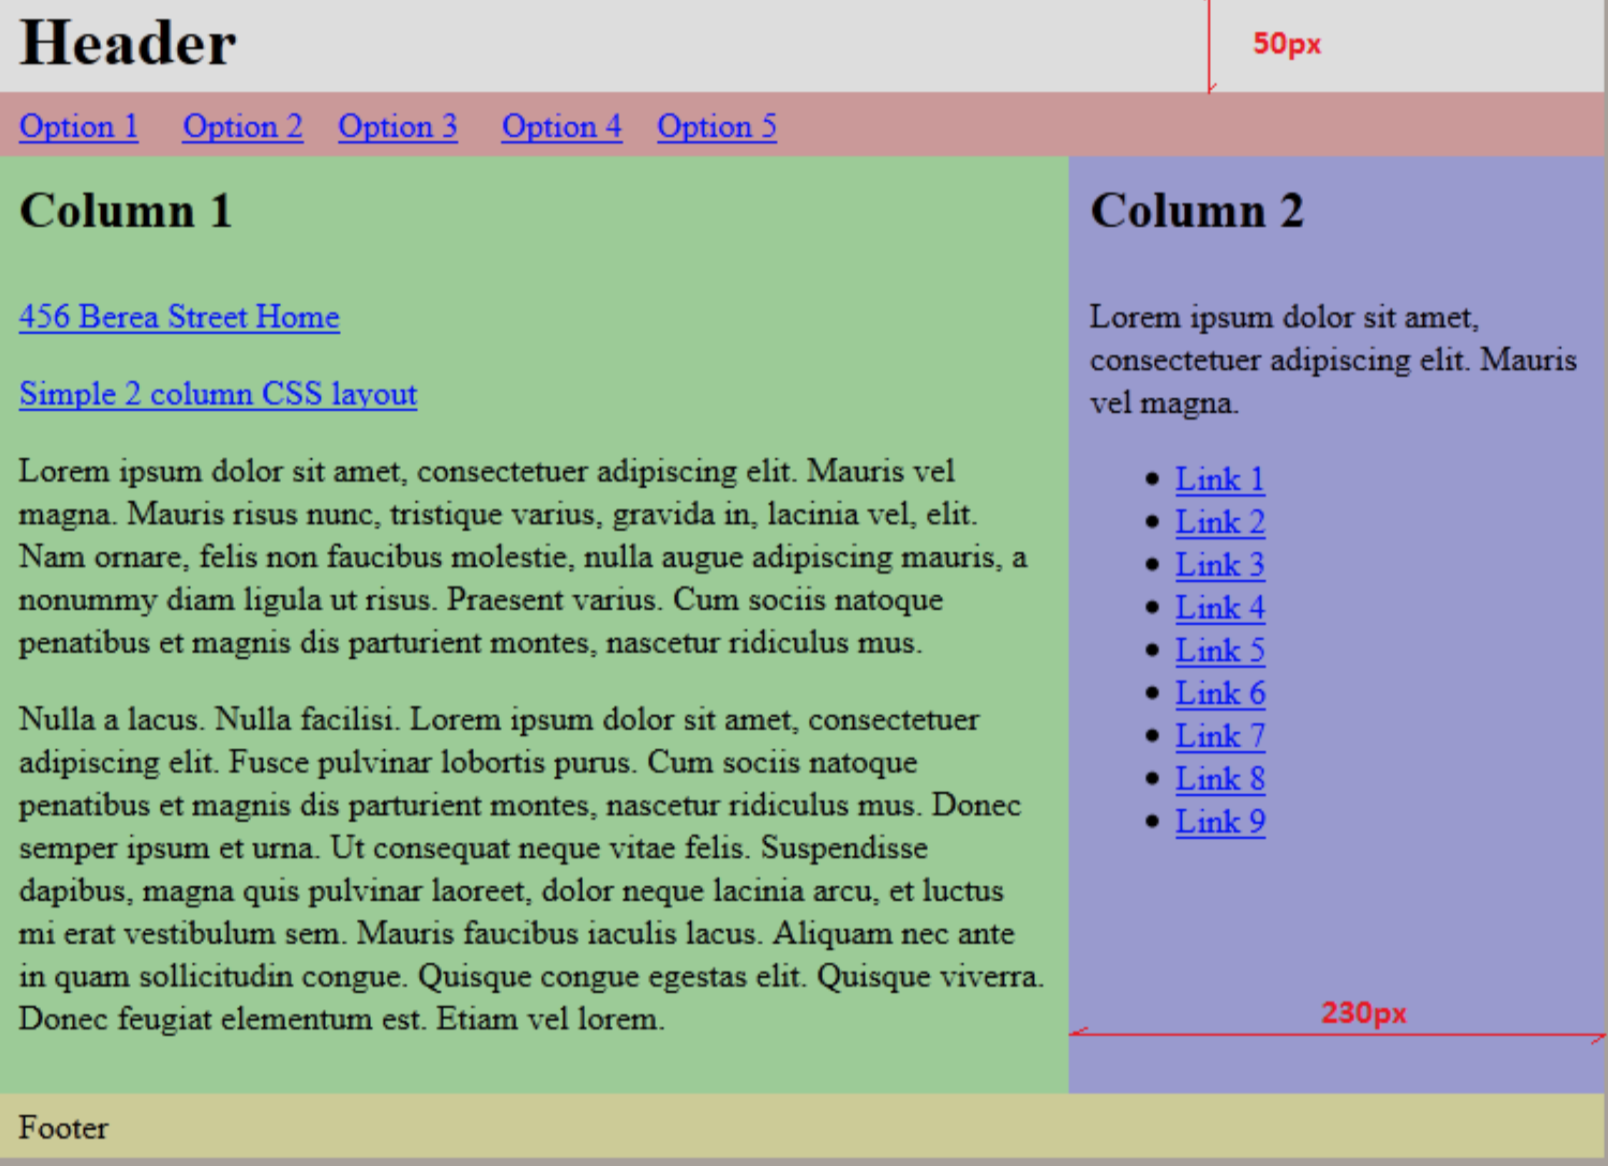 Header
50px
Option 1 Option 2 Option 3 Option 4 Option 5
Column 1
456 Berea Street Home
Simple 2 column CSS layout
Lorem ipsum dolor sit amet, consectetuer adipiscing elit. Mauris vel
magna. Mauris risus nunc, tristique varius, gravida in, lacinia vel, elit.
Nam ornare, felis non faucibus molestie, nulla augue adipiscing mauris, a
nonummy diam ligula ut risus. Praesent varius. Cum sociis natoque
penatibus et magnis dis parturient montes, nascetur ridiculus mus.
Nulla a lacus. Nulla facilisi. Lorem ipsum dolor sit amet, consectetuer
adipiscing elit. Fusce pulvinar lobortis purus. Cum sociis natoque
penatibus et magnis dis parturient montes, nascetur ridiculus mus. Donec
semper ipsum et urna. Ut consequat neque vitae felis. Suspendisse
dapibus, magna quis pulvinar laoreet, dolor neque lacinia arcu, et luctus
mi erat vestibulum sem. Mauris faucibus iaculis lacus. Aliquam nec ante
in quam sollicitudin congue. Quisque congue egestas elit. Quisque viverra.
Donec feugiat elementum est. Etiam vel lorem.
Column 2
Lorem ipsum dolor sit amet,
consectetuer adipiscing elit. Mauris
vel magna.
Link 1
Link 2
Link 3
Link 4
Link 5
Link 6
Link 7
Link 8
Link 9
230px
Footer